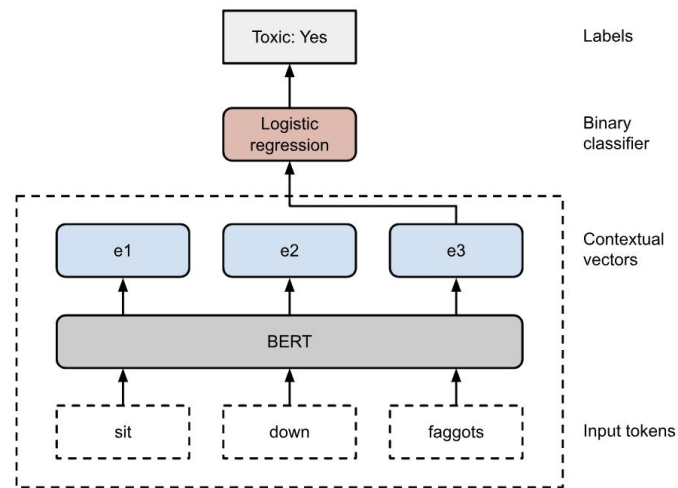 Toxic: Yes
Labels
Logistic
regression
Binary
classifier
e1
e2
e3
Contextual
vectors
BERT
sit
down
faggots
Input tokens